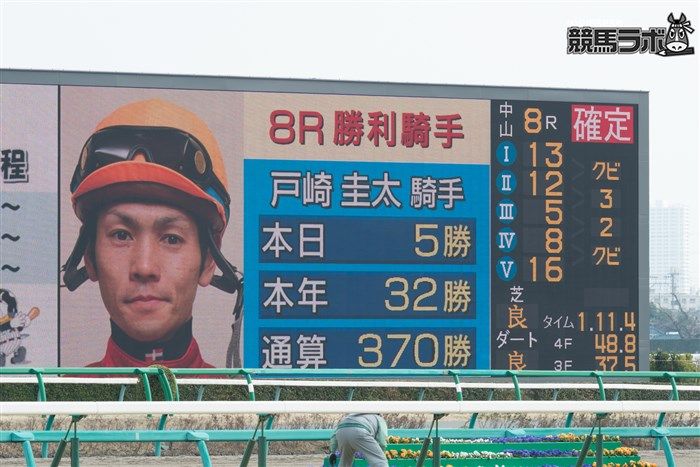 競馬ラボ
程
8R 勝利騎手
戸崎 圭太 騎手
本日 5勝
本年 32勝
通算 370勝
中山 8R 確定
Ⅰ 13
クビ
Ⅱ 12
3
Ⅲ 5
2
Ⅳ 8
クビ
Ⅴ 16
芝 良 タイム 1.11.4
ダート 良 4F 48.8
3F 37.5